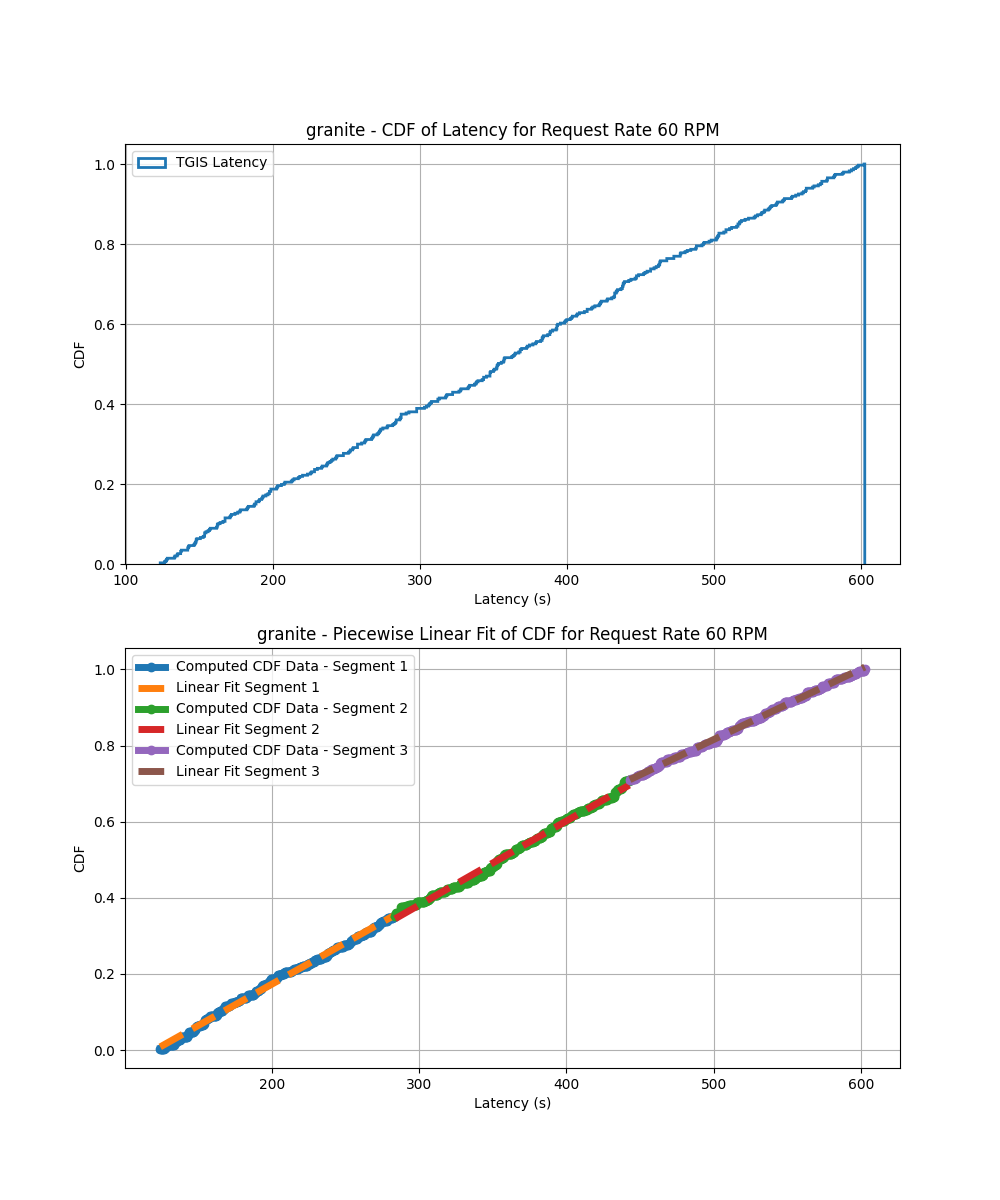 granite - CDF of Latency for Request Rate 60 RPM
TGIS Latency
1.0
0.8
0.6
0.4
0.2
0.0
CDF
100 200 300 400 500 600
Latency (s)
granite - Piecewise Linear Fit of CDF for Request Rate 60 RPM
Computed CDF Data - Segment 1
Linear Fit Segment 1
Computed CDF Data - Segment 2
Linear Fit Segment 2
Computed CDF Data - Segment 3
Linear Fit Segment 3
1.0
0.8
0.6
0.4
0.2
0.0
CDF
200 300 400 500 600
Latency (s)